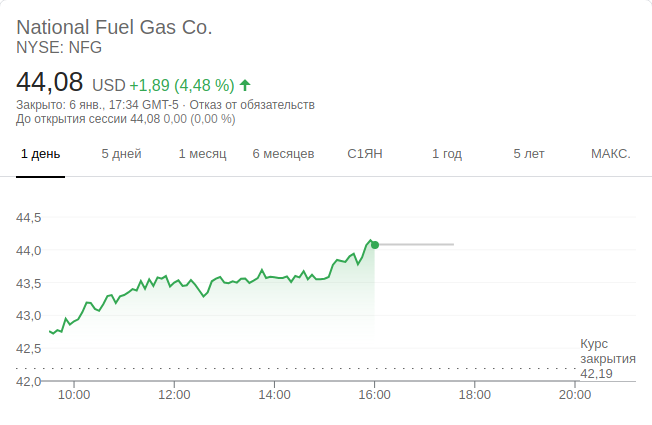 National Fuel Gas Co.
NYSE: NFG
44,08 USD +1,89 (4,48 %)
Закрыто: 6 янв., 17:34 GMT-5 · Отказ от обязательств
До открытия сессии 44,08 0,00 (0,00 %)
1 день 5 дней 1 месяц 6 месяцев С1ЯН 1 год 5 лет МАКС.
44,5
44,0
43,5
43,0
42,5
Курс
закрытия
42,19
42,0
10:00 12:00 14:00 16:00 18:00 20:00